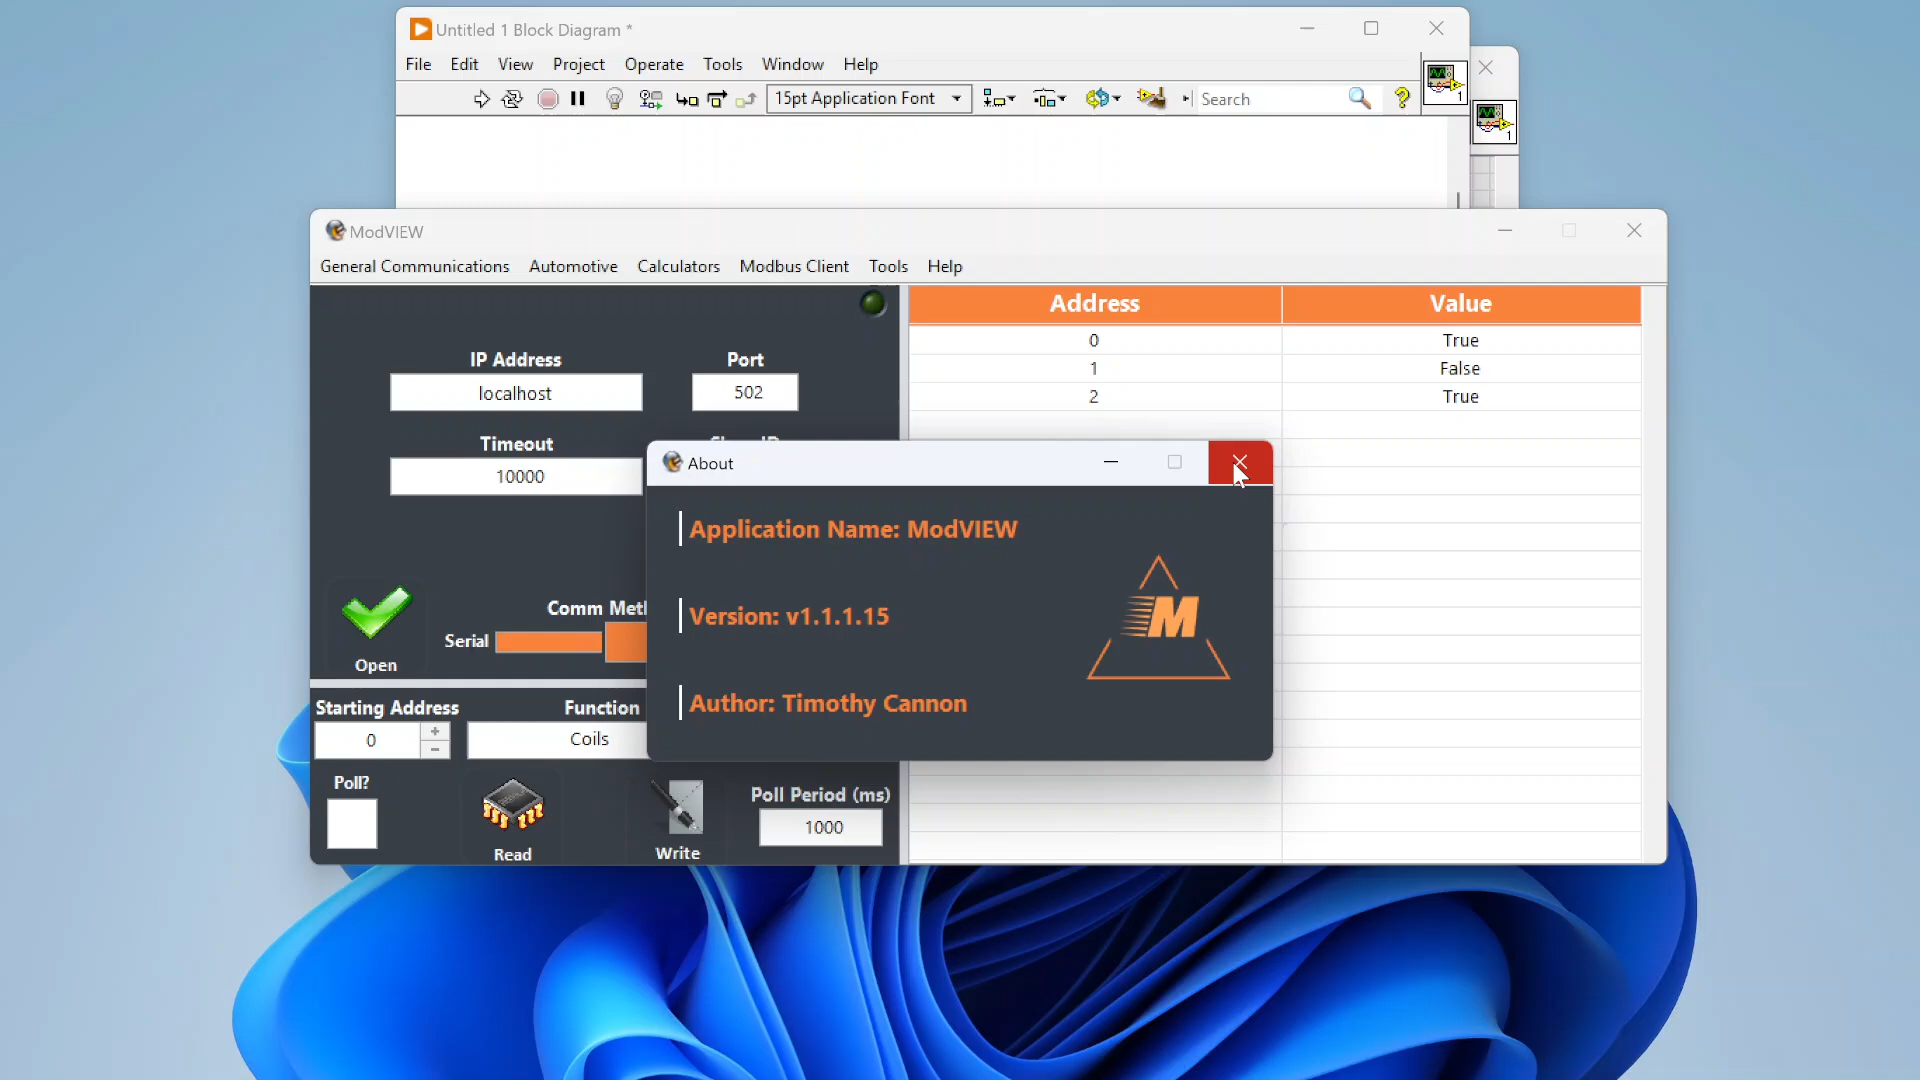 Untitled 1 Block Diagram *
File Edit View Project Operate Tools Window Help
15pt Application Font Search 1
1
ModVIEW
General Communications Automotive Calculators Modbus Client Tools Help
Address Value
0 True
1 False
2 True
IP Address Port
localhost 502
Timeout
10000
About
Application Name: ModVIEW
Version: v1.1.1.15
M
Author: Timothy Cannon
Comm
Serial
Open
Starting Address Function
0 Coils
Poll?
Poll Period (ms)
1000
Read Write